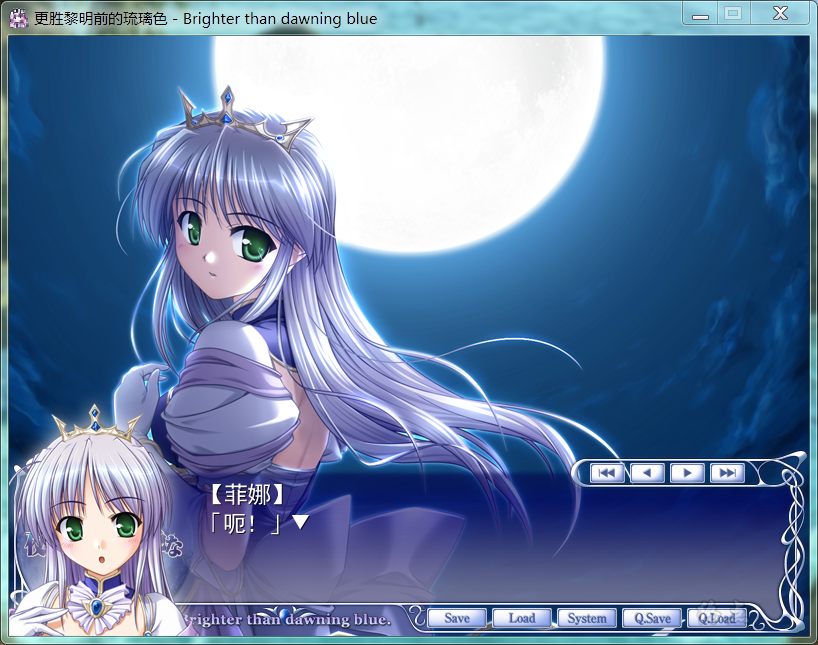 更胜黎明前的琉璃色 - Brighter than dawning blue
【菲娜】
「呃！」▼
Brighter than dawning blue.
Save
Load
System
Q.Save
Q.Load